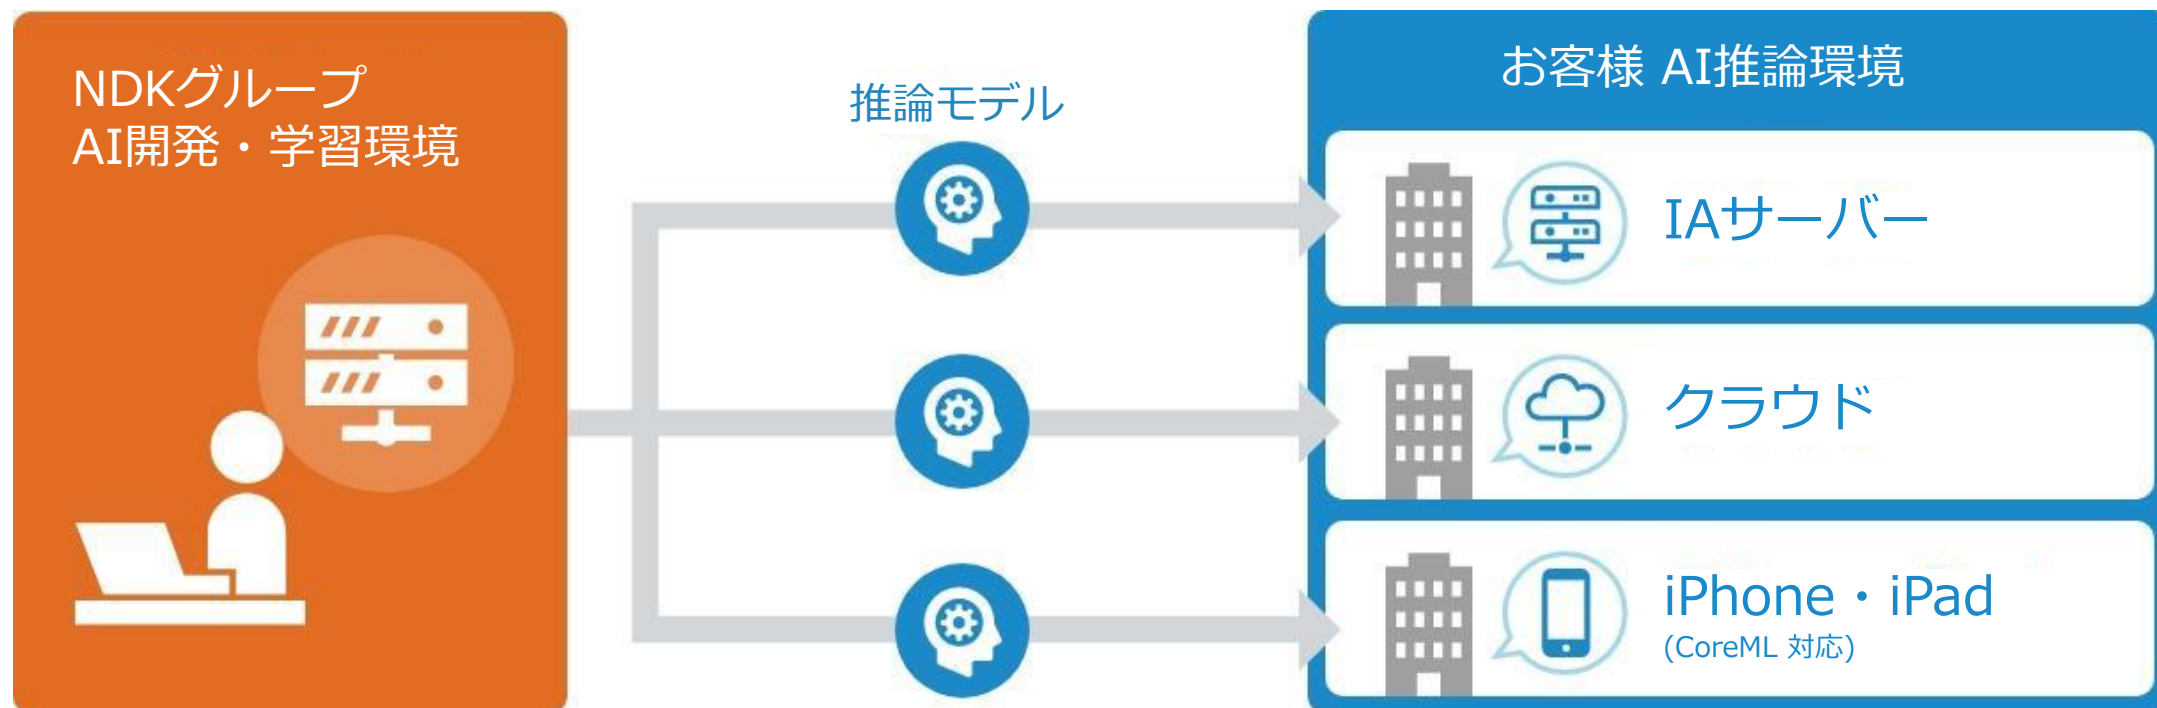 NDKグループ
AI開発・学習環境
推論モデル
お客様 AI推論環境
IAサーバー
クラウド
iPhone・iPad
(CoreML 対応)